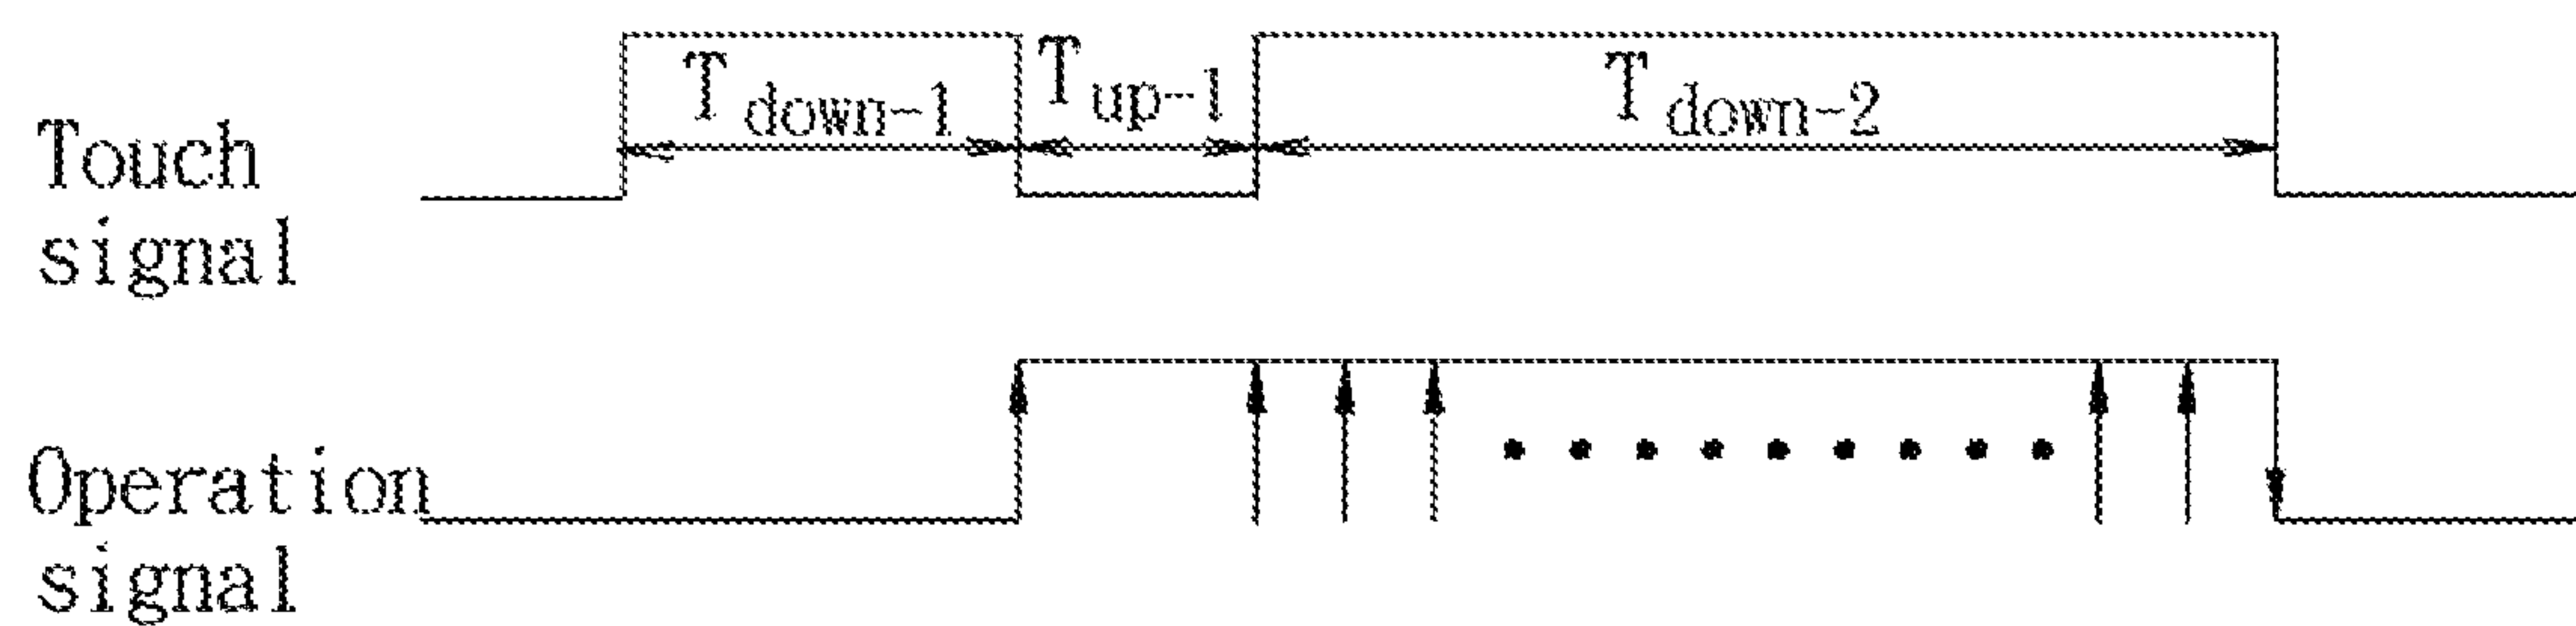 T down-1
T up-1
T down-2
Touch
signal
Operation
signal